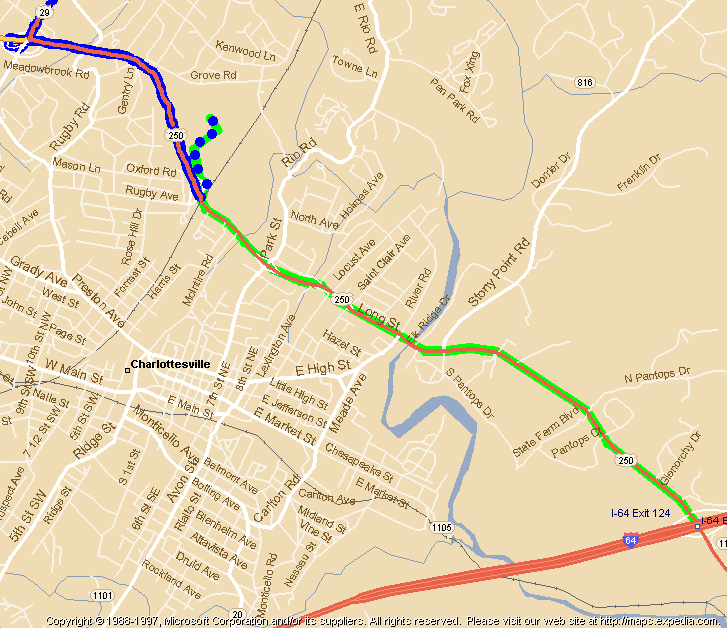 29
Kenwood Ln
E Rio Rd
Meadowbrook Rd
Grove Rd
Towne Ln
Fox Xing
Pen Park Rd
816
Gentry Ln
Rugby Rd
250
Rio Rd
Mason Ln
Oxford Rd
Rugby Ave
Holmes Ave
Dorrier Dr
Franklin Dr
Rd
Cebell Ave
Rose Hill Dr
North Ave
Park St
Locust Ave
Saint Clair Ave
River Rd
Stony Point Rd
Grady Ave
Forrest St
Harris St
McIntire Rd
NW
West St
Preston Ave
John St
Page St
250
Long St
Ridge Dr
Lexington Ave
Hazel St
10th St NW
9th St SW
W Main St
Charlottesville
7th St NE
8th St NE
E High St
S Pantops Dr
N Pantops Dr
Nalle St
St
E Main St
Little High St
E Jefferson St
E Market St
Meade Ave
State Farm Blvd
Pantops
7 1/2 St SW
5th St SW
Ridge St
Monticello Ave
Chesapeake St
250
Glenorchy Dr
S 1st St
Avon St
Belmont Ave
Bolling Ave
Carlton Rd
E Market St
Carlton Ave
Rialto St
6th St SE
5th St SW
Ridge St
Blenheim Ave
Midland St
Vine St
1105
I-64 Exit 124
I-64 E
64
Altavista Ave
Druid Ave
Rockland Ave
Monticello Rd
Nassau St
11
1101
20
Copyright © 1988-1997, Microsoft Corporation and/or its suppliers. All rights reserved. Please visit our web site at http://maps.expedia.com.